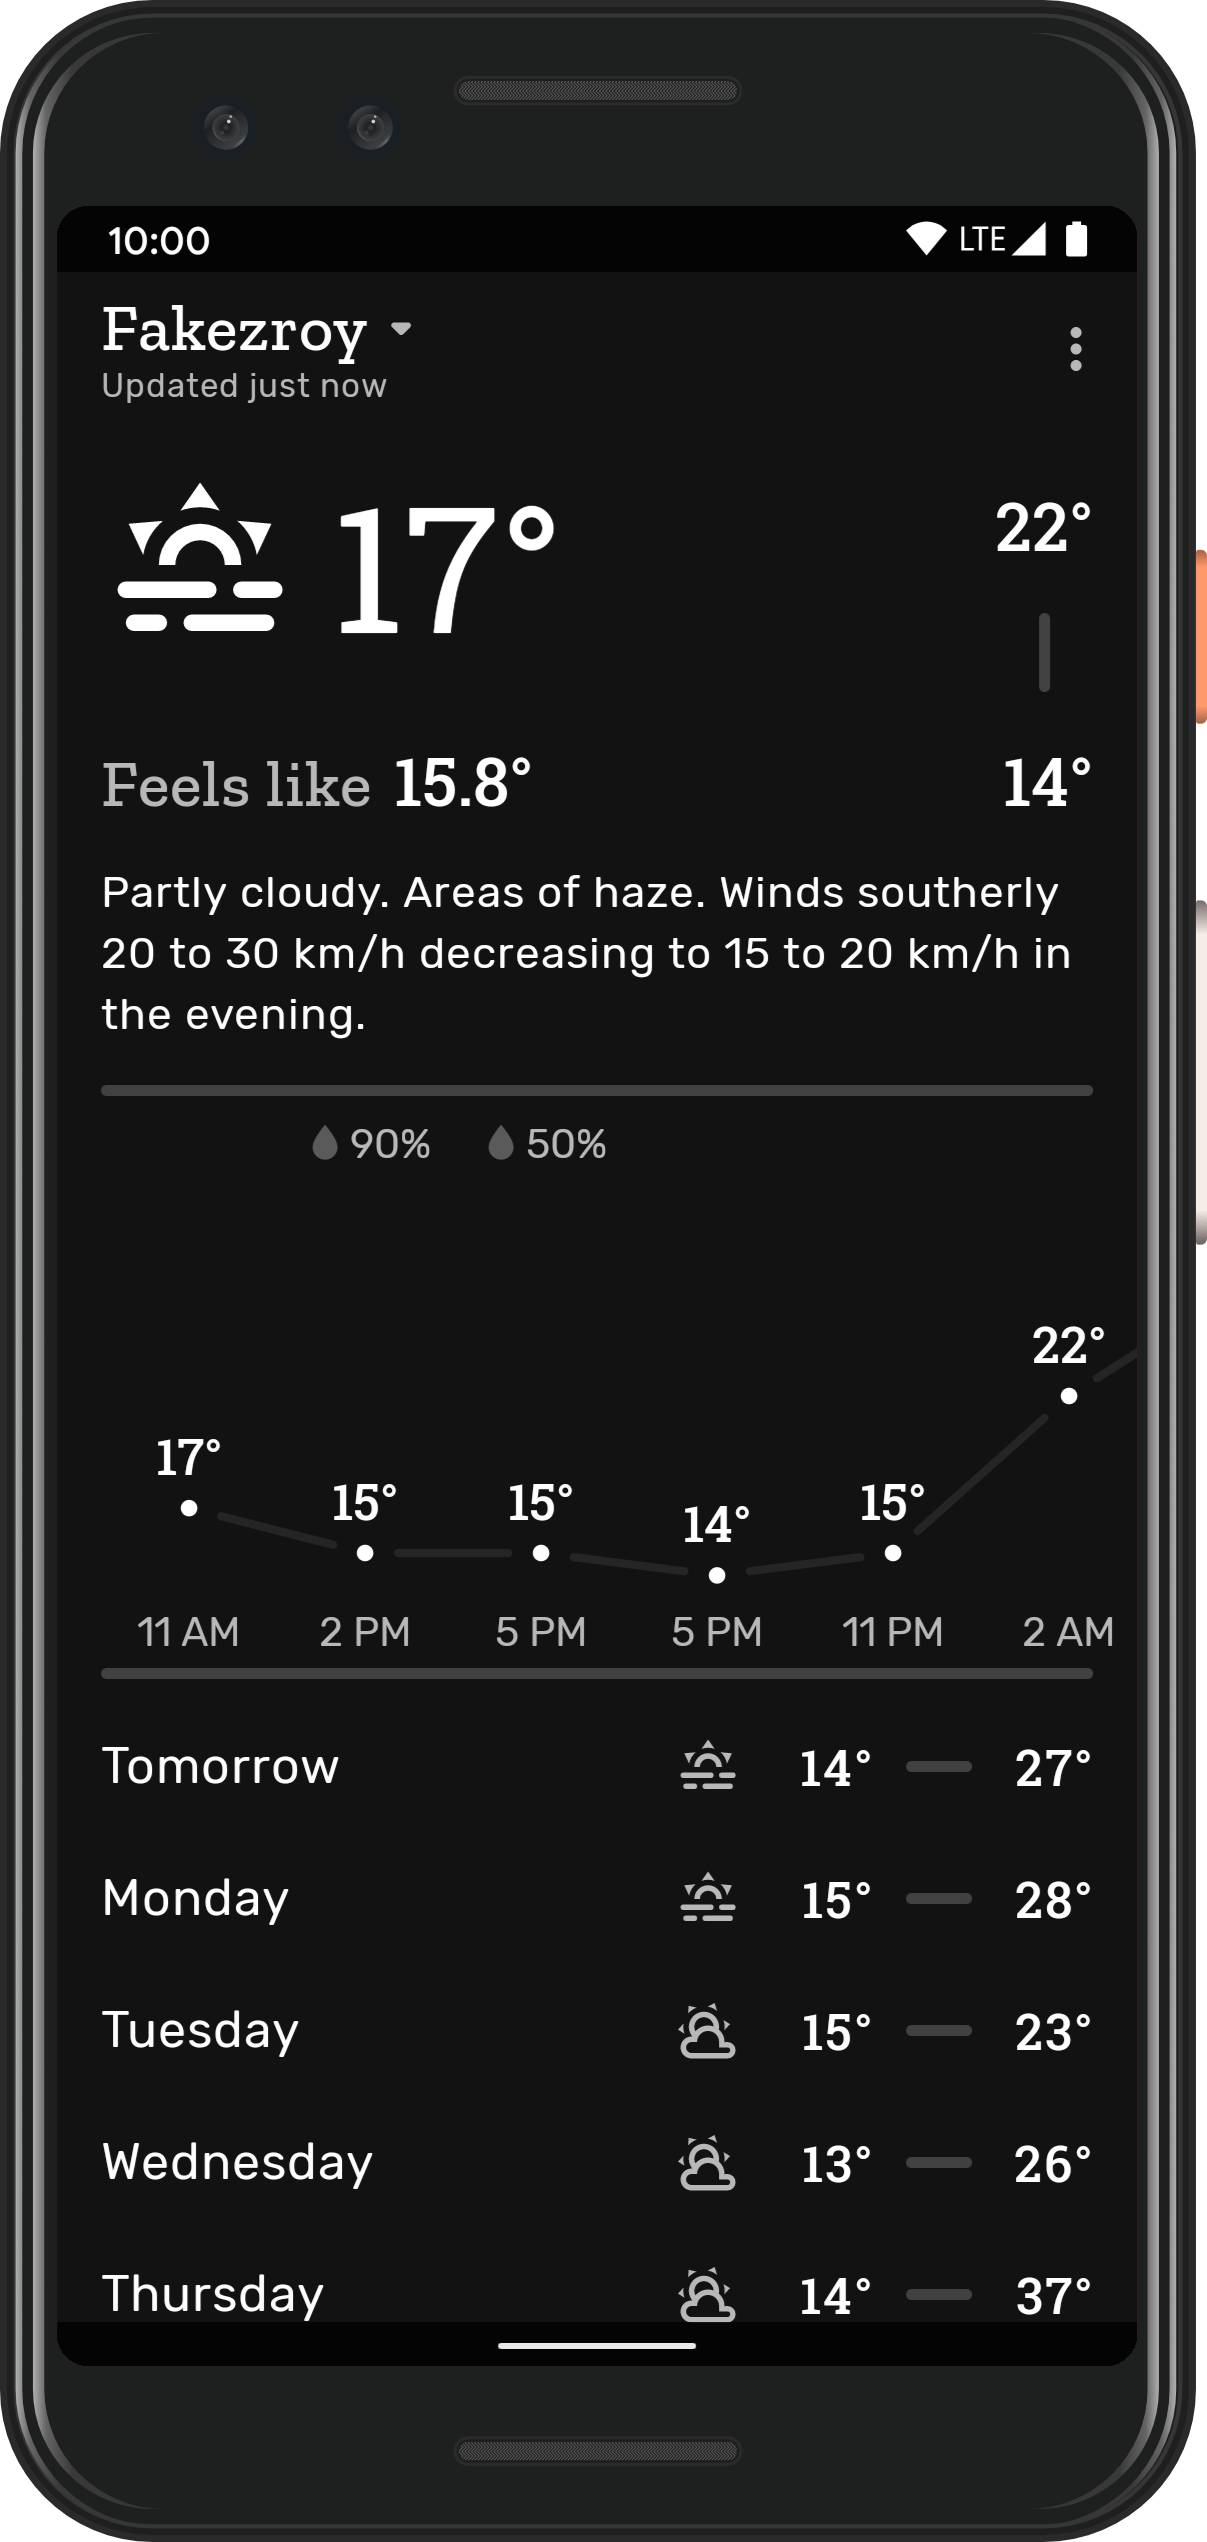 10:00 LTE
Fakezroy
Updated just now
17° 22°
Feels like 15.8° 14°
Partly cloudy. Areas of haze. Winds southerly
20 to 30 km/h decreasing to 15 to 20 km/h in
the evening.
90% 50%
17° 15° 15° 14° 15° 22°
11 AM 2 PM 5 PM 5 PM 11 PM 2 AM
Tomorrow 14° 27°
Monday 15° 28°
Tuesday 15° 23°
Wednesday 13° 26°
Thursday 14° 37°